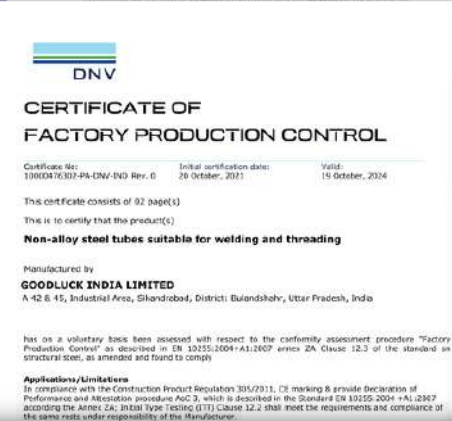 DNV
CERTIFICATE OF
FACTORY PRODUCTION CONTROL
Certificate No: Initial certification date: Valid:
10000476302-PA-DNV-IND Rev. 0 20 October, 2021 19 October, 2024
This certificate consists of 02 page(s)
This is to certify that the product(s)
Non-alloy steel tubes suitable for welding and threading
Manufactured by
GOODLUCK INDIA LIMITED
A 42 & 45, Industrial Area, Sikandrabad, District: Bulandshahr, Uttar Pradesh, India
has on a voluntary basis been assessed with respect to the conformity assessment procedure "Factory
Production Control" as described in EN 10255:2004+A1:2007 annex ZA Clause 12.3 of the standard on
structural steel, as amended and found to comply
Applications/Limitations
In compliance with the Construction Product Regulation 305/2011, CE marking & provide Declaration of
Performance and Attestation procedure AoC 3, which is described in the Standard EN 10255:2004 +A1:2007
according the Annex ZA; Initial Type Testing (ITT) Clause 12.2 shall meet the requirements and compliance of
the same rests under responsibility of the Manufacturer.